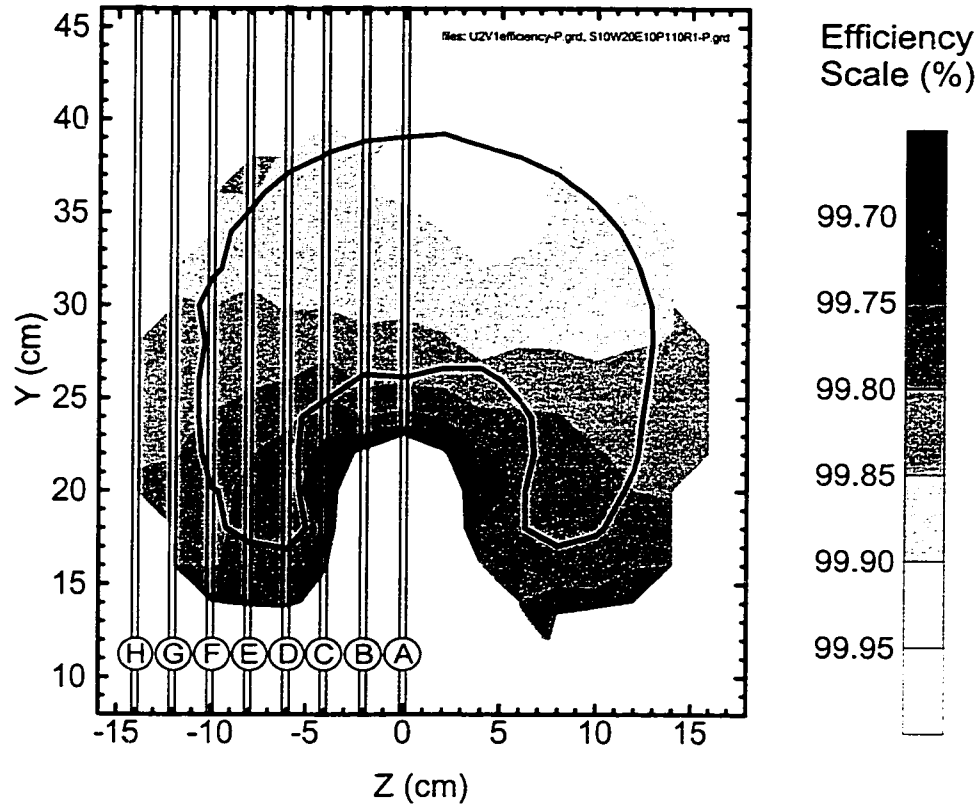 files: U2V1efficiency-P.grd, S10W20E10P110R1-P.grd
Efficiency
Scale (%)
45
40
35
30
25
20
15
10
Y (cm)
99.70
99.75
99.80
99.85
99.90
99.95
H G F E D C B A
-15 -10 -5 0 5 10 15
Z (cm)